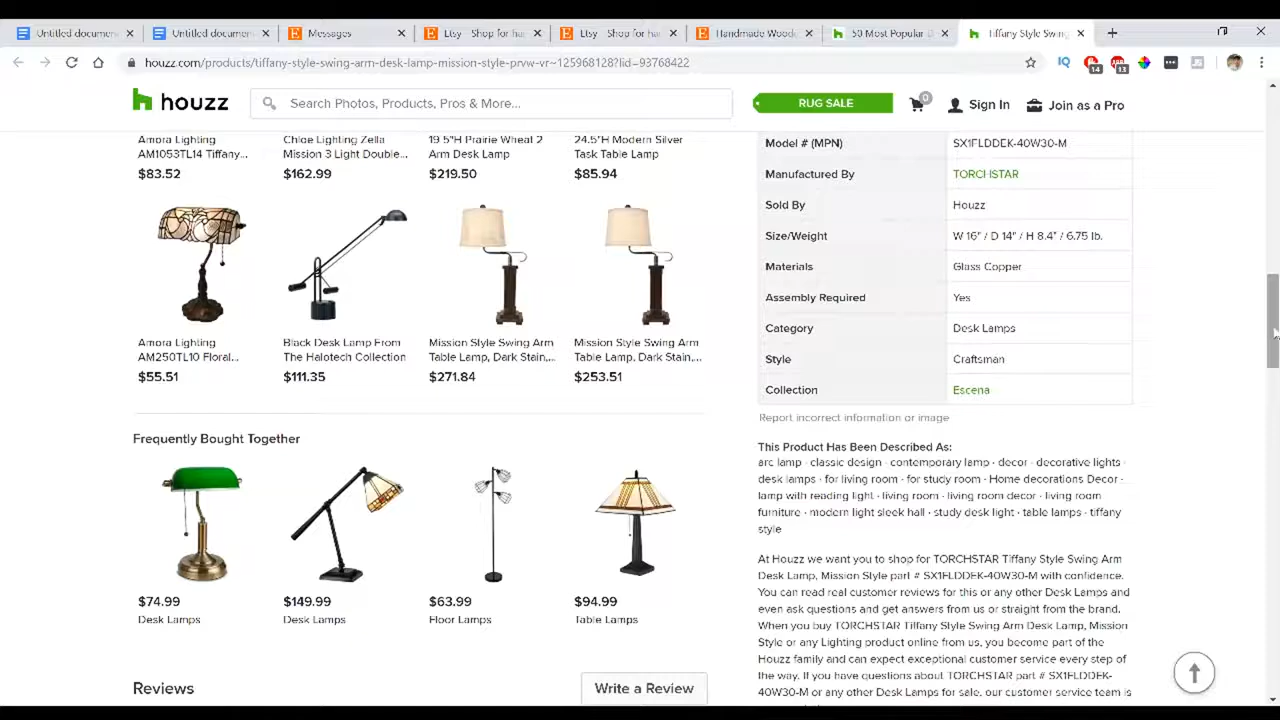 Untitled documen
Untitled documen
Messages
Etsy - Shop for ha
Etsy - Shop for ha
Handmade Woode
50 Most Popular D
Tiffany Style Swing
houzz.com/products/tiffany-style-swing-arm-desk-lamp-mission-style-prvw-vr~125968128?lid=93768422
IQ
14
13
houzz
Search Photos, Products, Pros & More...
RUG SALE
0
Sign In
Join as a Pro
Amora Lighting
AM1053TL14 Tiffany...
$83.52
Chloe Lighting Zella
Mission 3 Light Double...
$162.99
19.5"H Prairie Wheat 2
Arm Desk Lamp
$219.50
24.5"H Modern Silver
Task Table Lamp
$85.94
Amora Lighting
AM250TL10 Floral...
$55.51
Black Desk Lamp From
The Halotech Collection
$111.35
Mission Style Swing Arm
Table Lamp, Dark Stain,...
$271.84
Mission Style Swing Arm
Table Lamp, Dark Stain,...
$253.51
Frequently Bought Together
$74.99
Desk Lamps
$149.99
Desk Lamps
$63.99
Floor Lamps
$94.99
Table Lamps
Reviews
Write a Review
Model # (MPN) SX1FLDDEK-40W30-M
Manufactured By TORCHSTAR
Sold By Houzz
Size/Weight W 16" / D 14" / H 8.4" / 6.75 lb.
Materials Glass Copper
Assembly Required Yes
Category Desk Lamps
Style Craftsman
Collection Escena
Report incorrect information or image
This Product Has Been Described As:
arc lamp · classic design · contemporary lamp · decor · decorative lights ·
desk lamps · for living room · for study room · Home decorations Decor ·
lamp with reading light · living room · living room decor · living room
furniture · modern light sleek hall · study desk light · table lamps · tiffany
style
At Houzz we want you to shop for TORCHSTAR Tiffany Style Swing Arm
Desk Lamp, Mission Style part # SX1FLDDEK-40W30-M with confidence.
You can read real customer reviews for this or any other Desk Lamps and
even ask questions and get answers from us or straight from the brand.
When you buy TORCHSTAR Tiffany Style Swing Arm Desk Lamp, Mission
Style or any Lighting product online from us, you become part of the
Houzz family and can expect exceptional customer service every step of
the way. If you have questions about TORCHSTAR part # SX1FLDDEK-
40W30-M or any other Desk Lamps for sale, our customer service team is